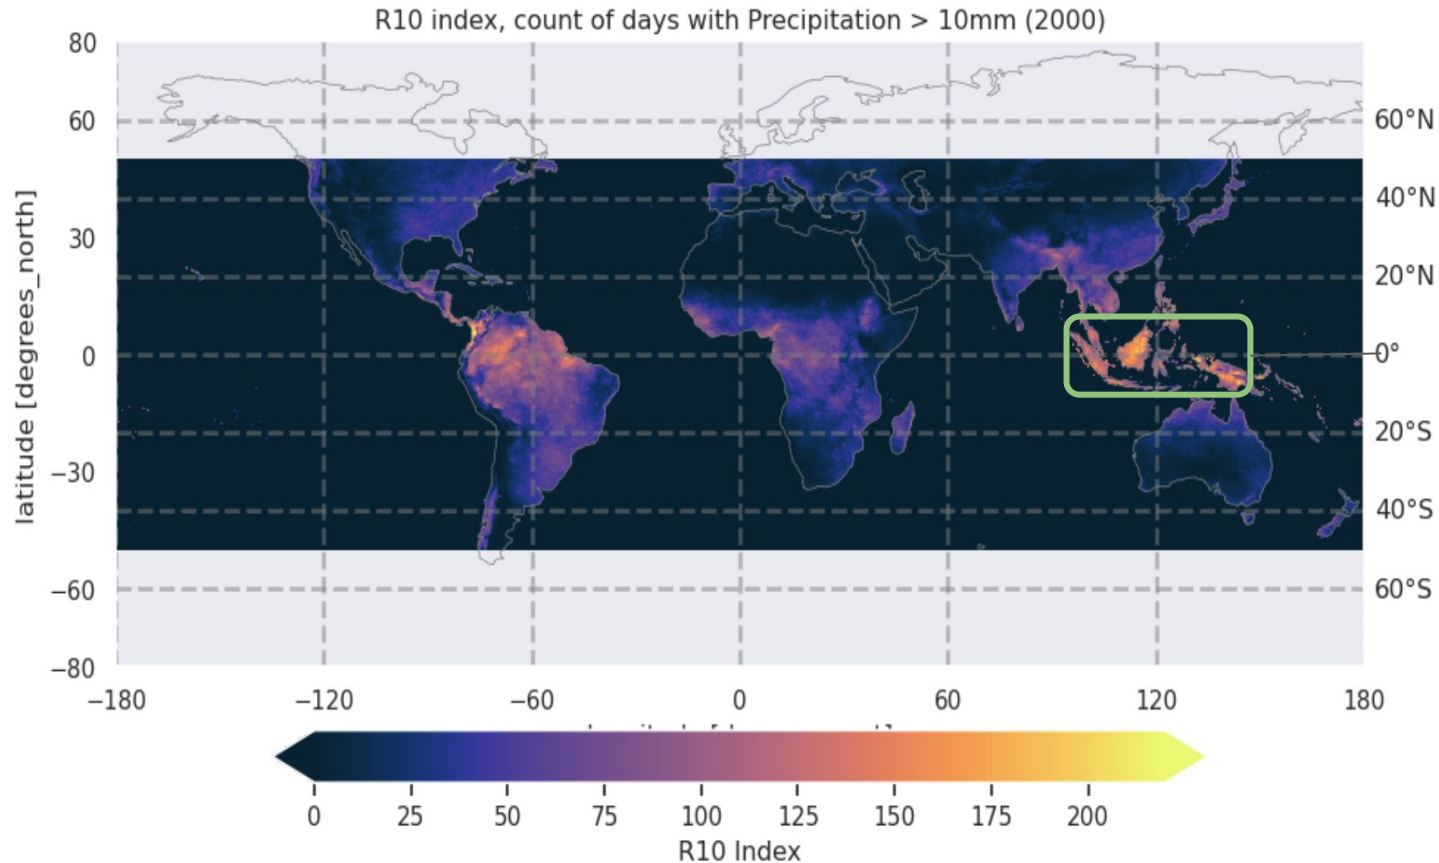 R10 index, count of days with Precipitation > 10mm (2000)
80
60
30
0
−30
−60
−80
latitude [degrees_north]
60°N
40°N
20°N
0°
20°S
40°S
60°S
−180 −120 −60 0 60 120 180
0 25 50 75 100 125 150 175 200
R10 Index